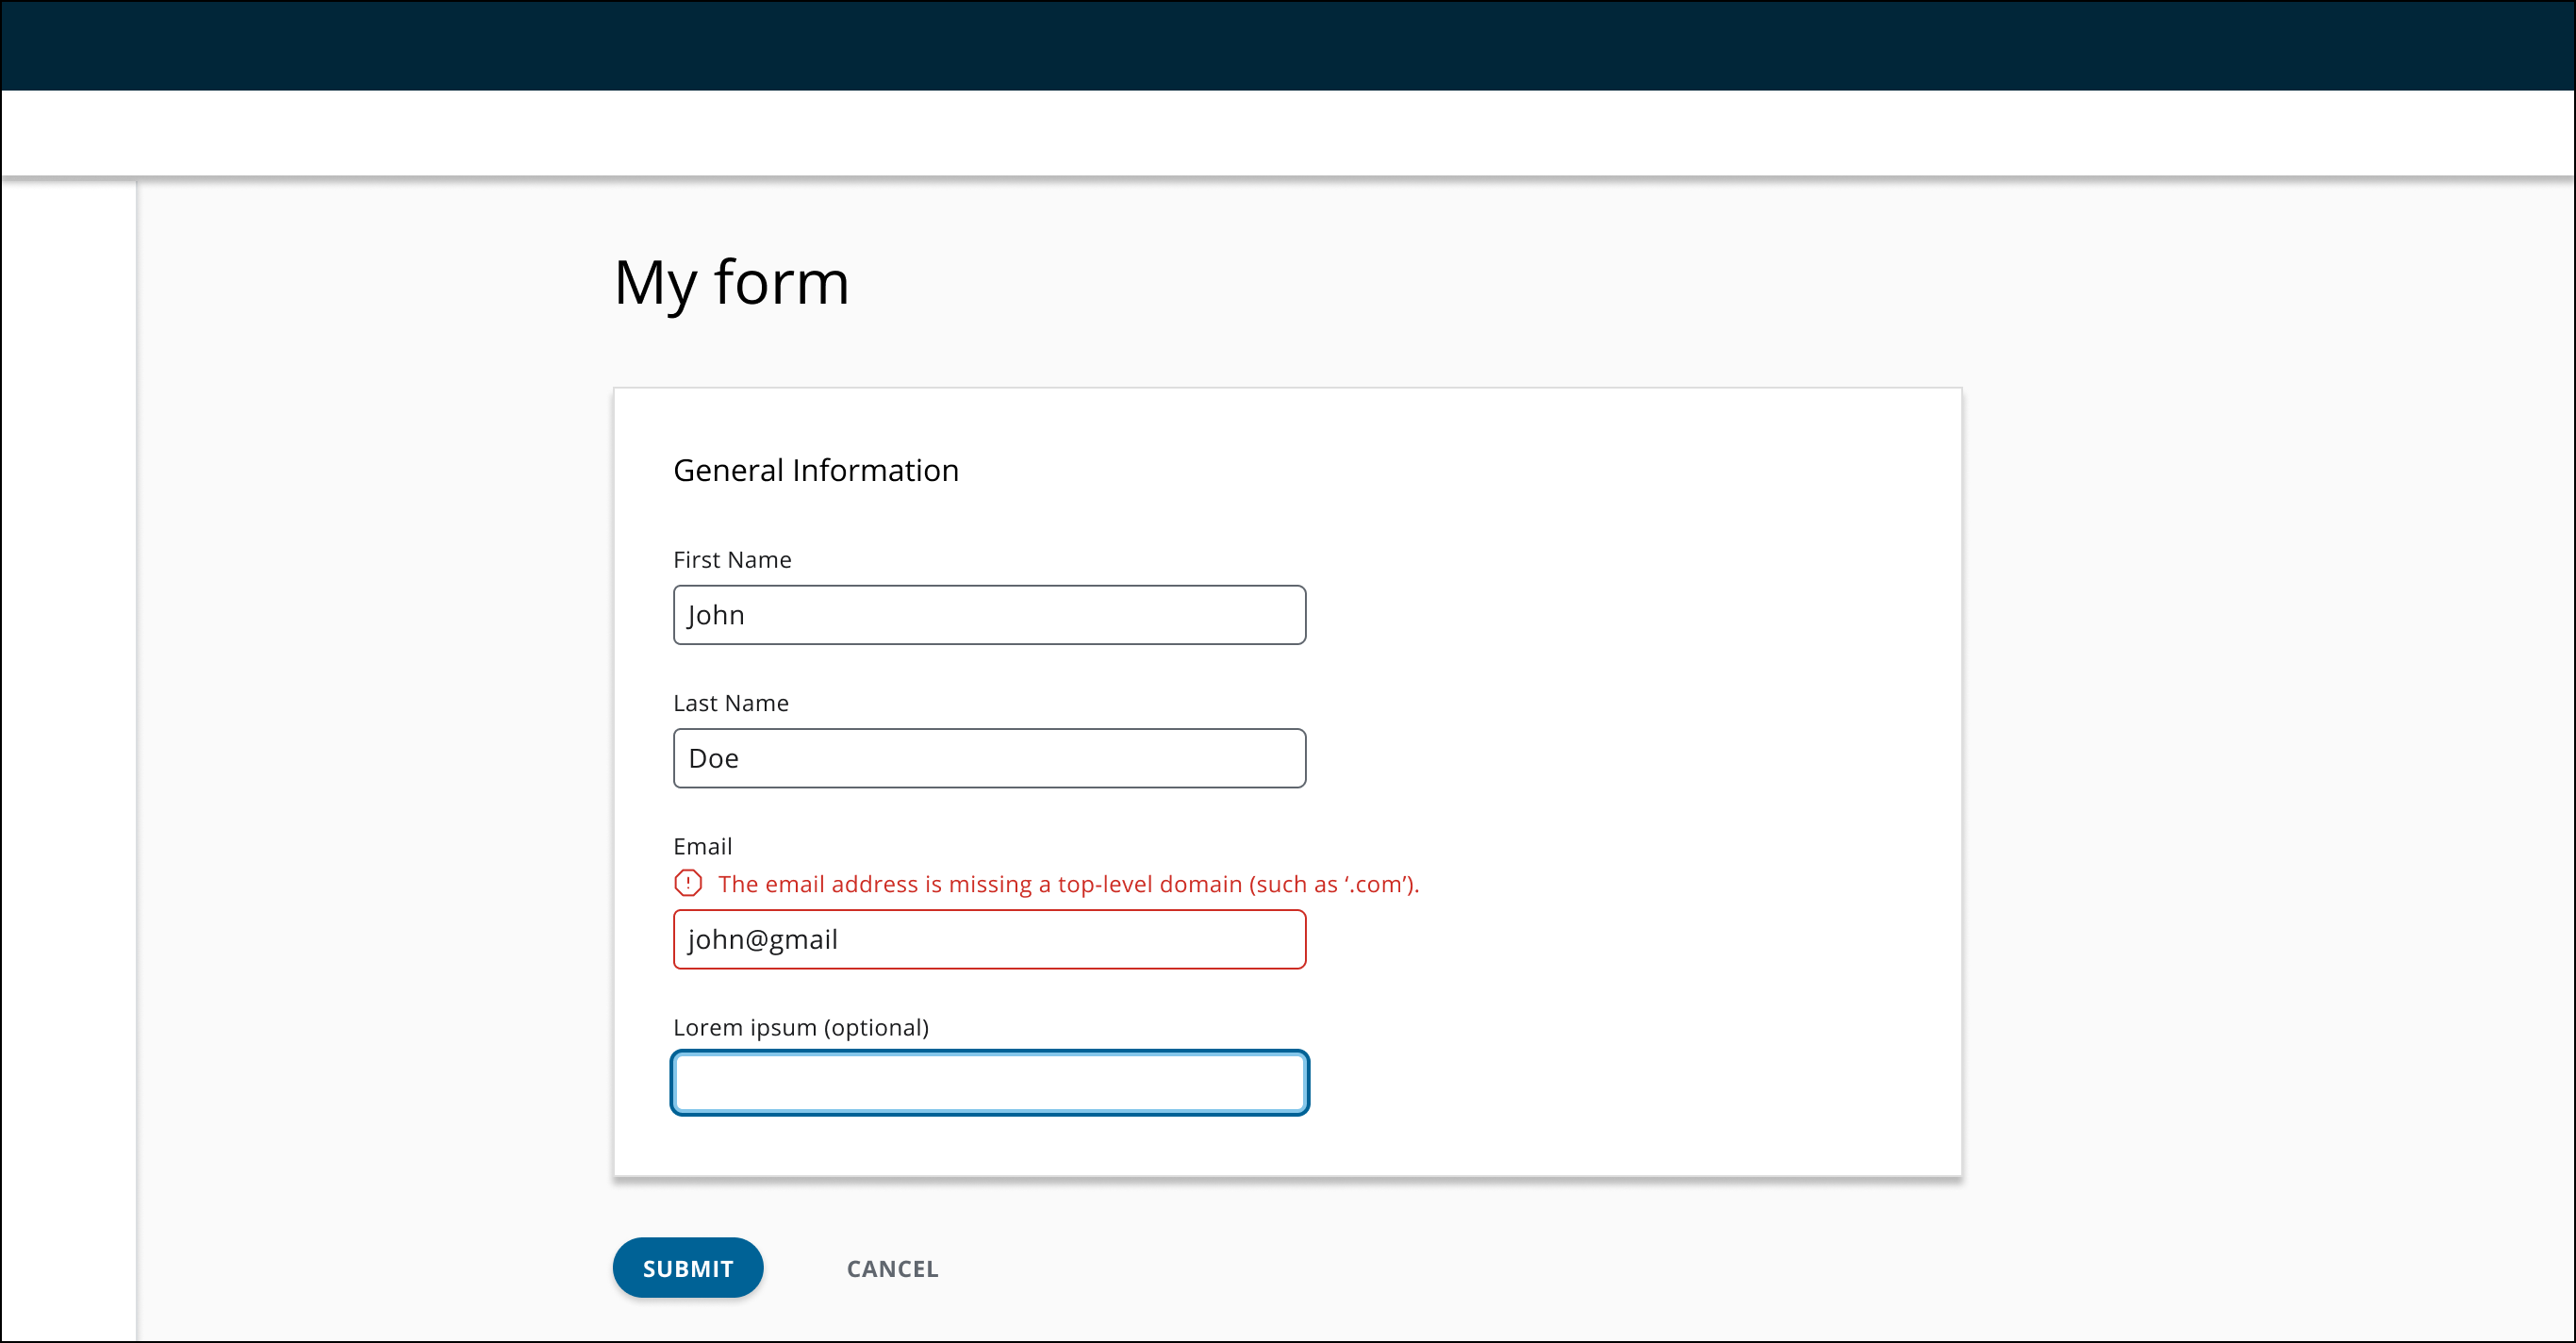 My form
General Information
First Name
John
Last Name
Doe
Email
The email address is missing a top-level domain (such as ‘.com’).
john@gmail
Lorem ipsum (optional)
SUBMIT
CANCEL